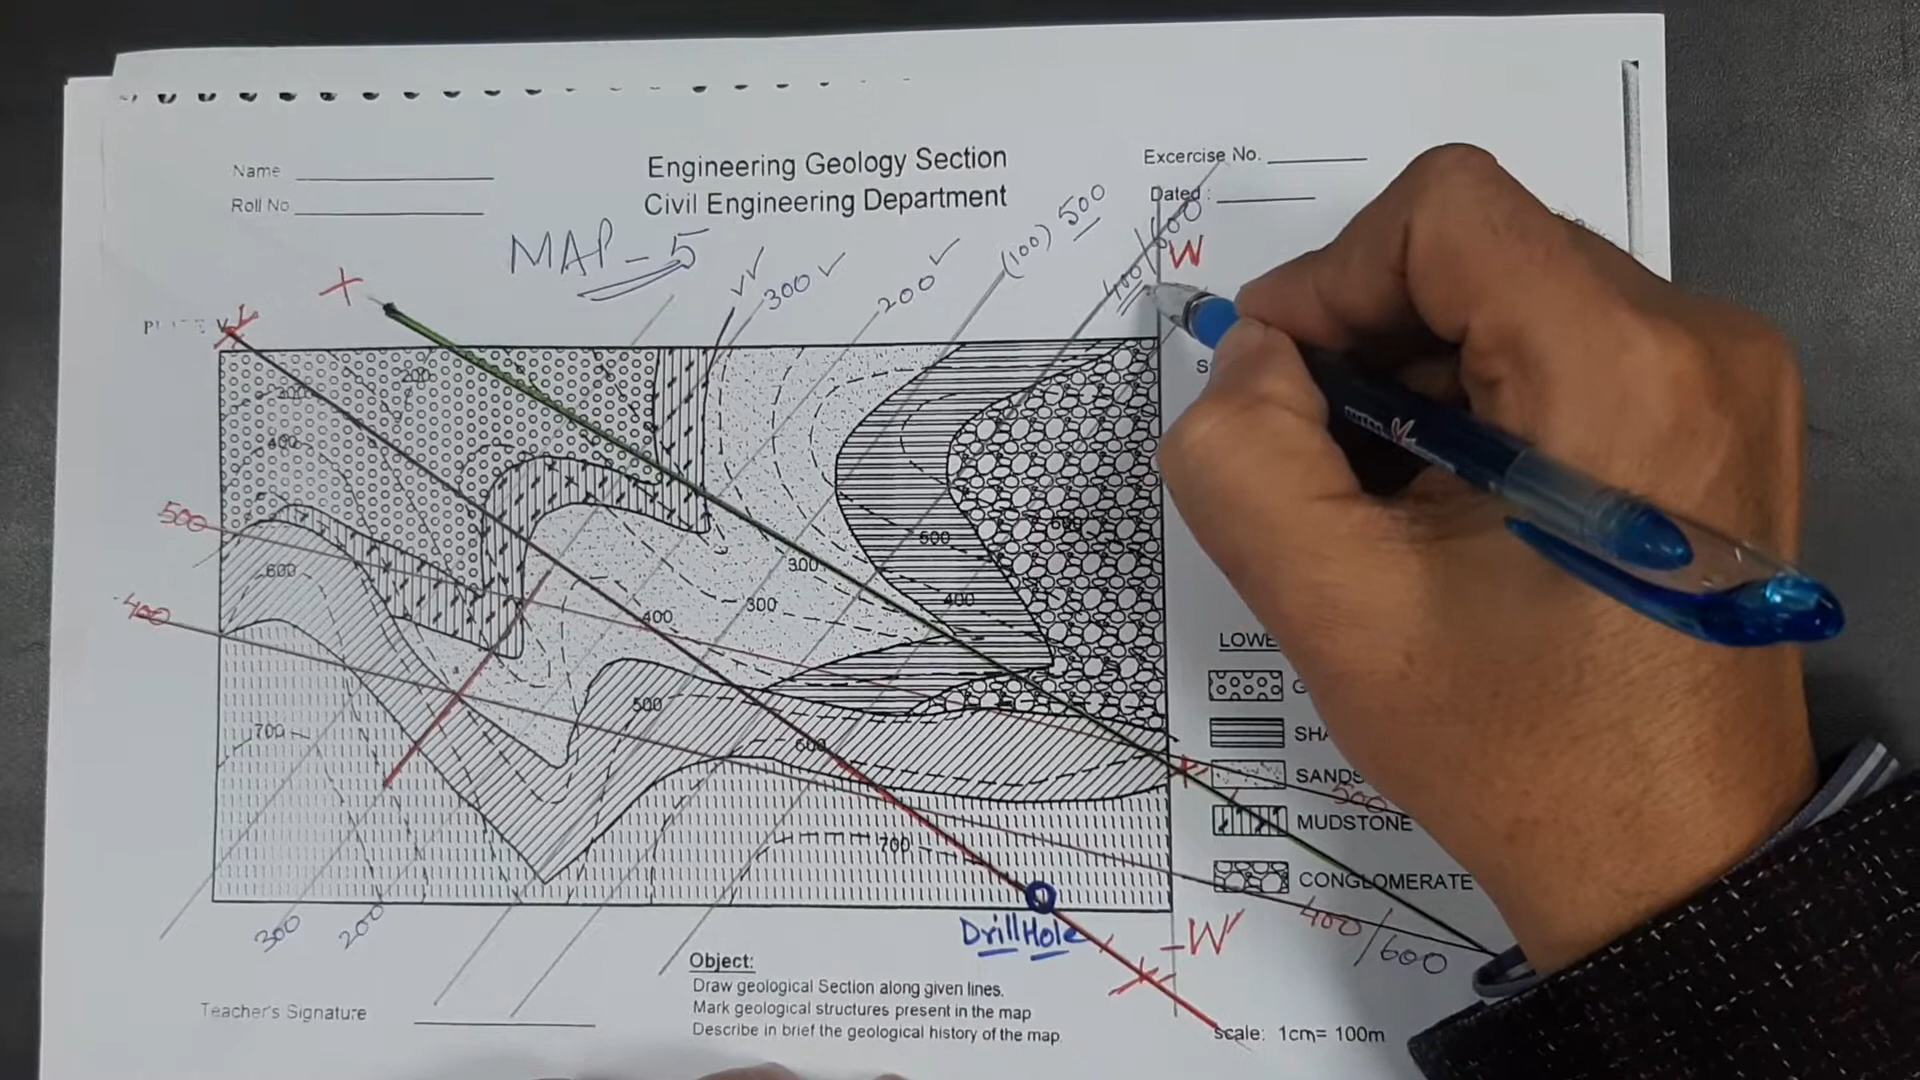 Name
Roll No
Engineering Geology Section
Civil Engineering Department
Excercise No.
Dated :
MAP - 5
X
W
300
200
(100) 500
400/600
200
300
400
500
600
400
500
600
300
300
400
400
500
600
500
600
700
700
300
200
Drill Hole
W'
500
400/600
LOWE
SHA
SANDS
MUDSTONE
CONGLOMERATE
Object:
Draw geological Section along given lines.
Mark geological structures present in the map
Describe in brief the geological history of the map
Teacher's Signature
scale: 1cm= 100m